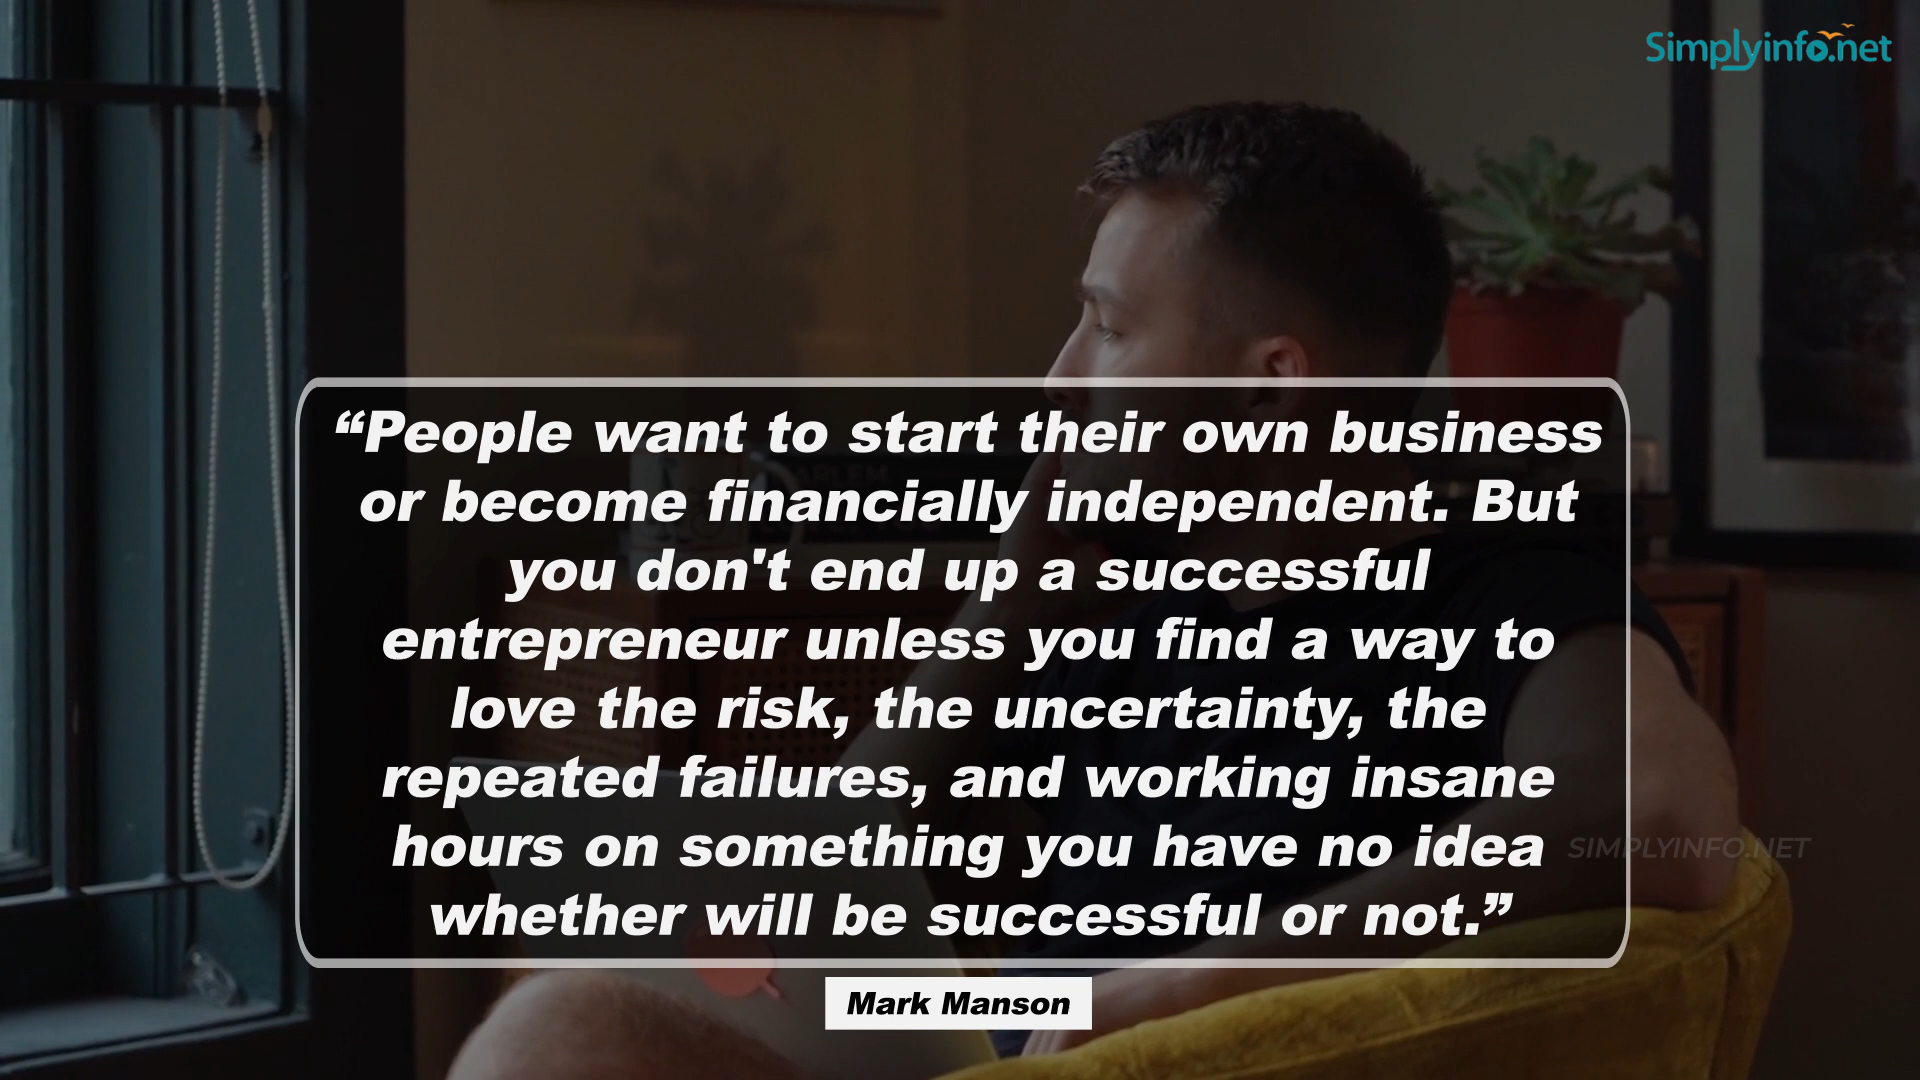 Simplyinfo.net
“People want to start their own business
or become financially independent. But
you don't end up a successful
entrepreneur unless you find a way to
love the risk, the uncertainty, the
repeated failures, and working insane
hours on something you have no idea
SIMPLYINFO.NET
whether will be successful or not.”
Mark Manson